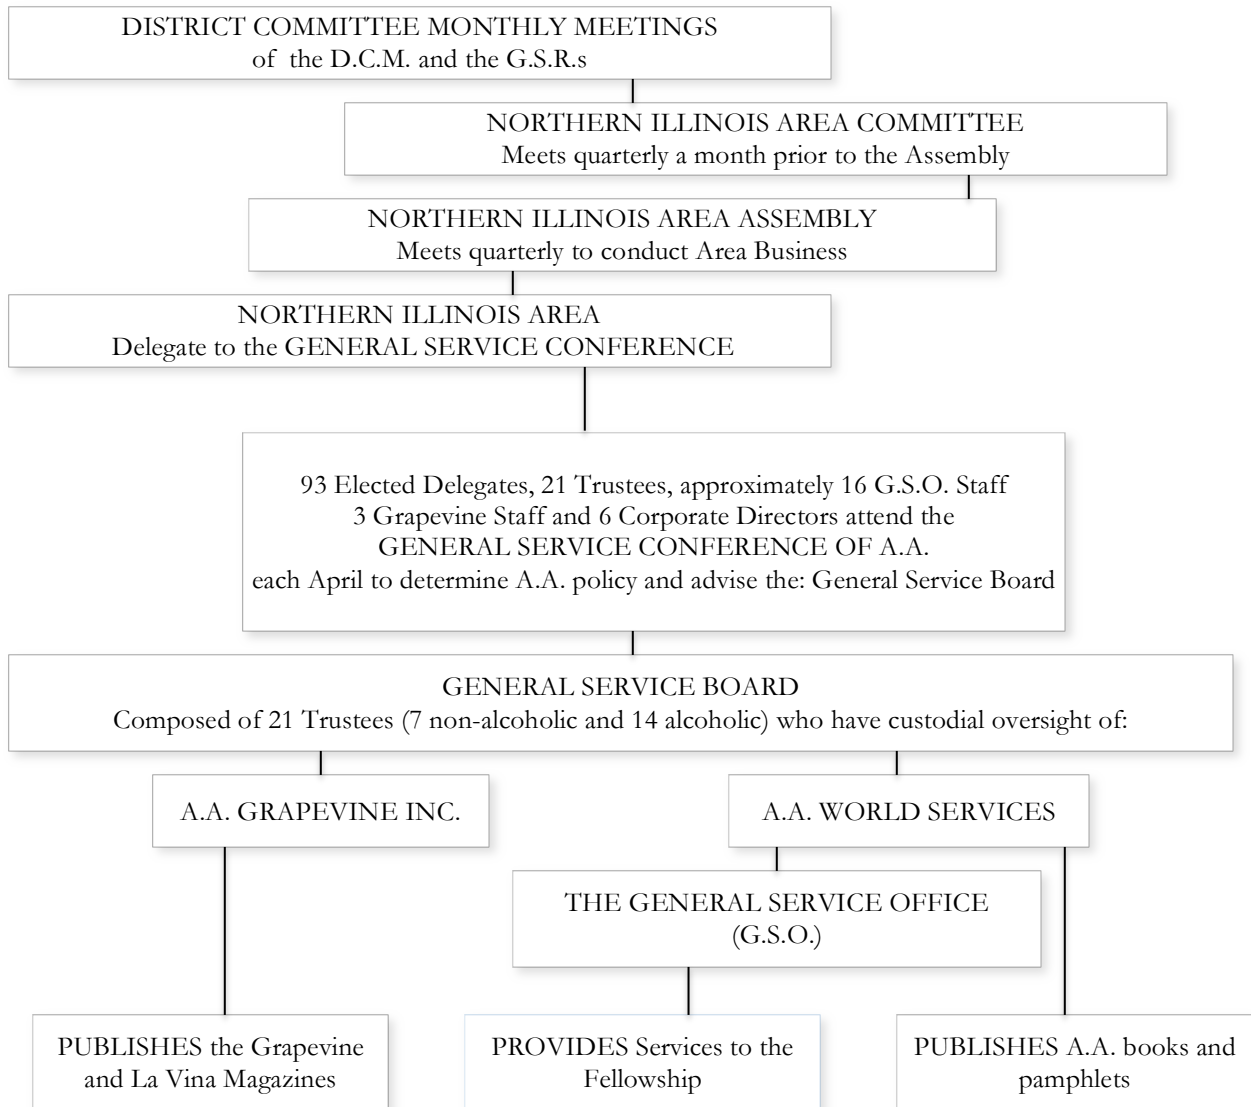 DISTRICT COMMITTEE MONTHLY MEETINGS
of the D.C.M. and the G.S.R.s
NORTHERN ILLINOIS AREA COMMITTEE
Meets quarterly a month prior to the Assembly
NORTHERN ILLINOIS AREA ASSEMBLY
Meets quarterly to conduct Area Business
NORTHERN ILLINOIS AREA
Delegate to the GENERAL SERVICE CONFERENCE
93 Elected Delegates, 21 Trustees, approximately 16 G.S.O. Staff
3 Grapevine Staff and 6 Corporate Directors attend the
GENERAL SERVICE CONFERENCE OF A.A.
each April to determine A.A. policy and advise the: General Service Board
GENERAL SERVICE BOARD
Composed of 21 Trustees (7 non-alcoholic and 14 alcoholic) who have custodial oversight of:
A.A. GRAPEVINE INC.
A.A. WORLD SERVICES
THE GENERAL SERVICE OFFICE
(G.S.O.)
PUBLISHES the Grapevine
and La Vina Magazines
PROVIDES Services to the
Fellowship
PUBLISHES A.A. books and
pamphlets